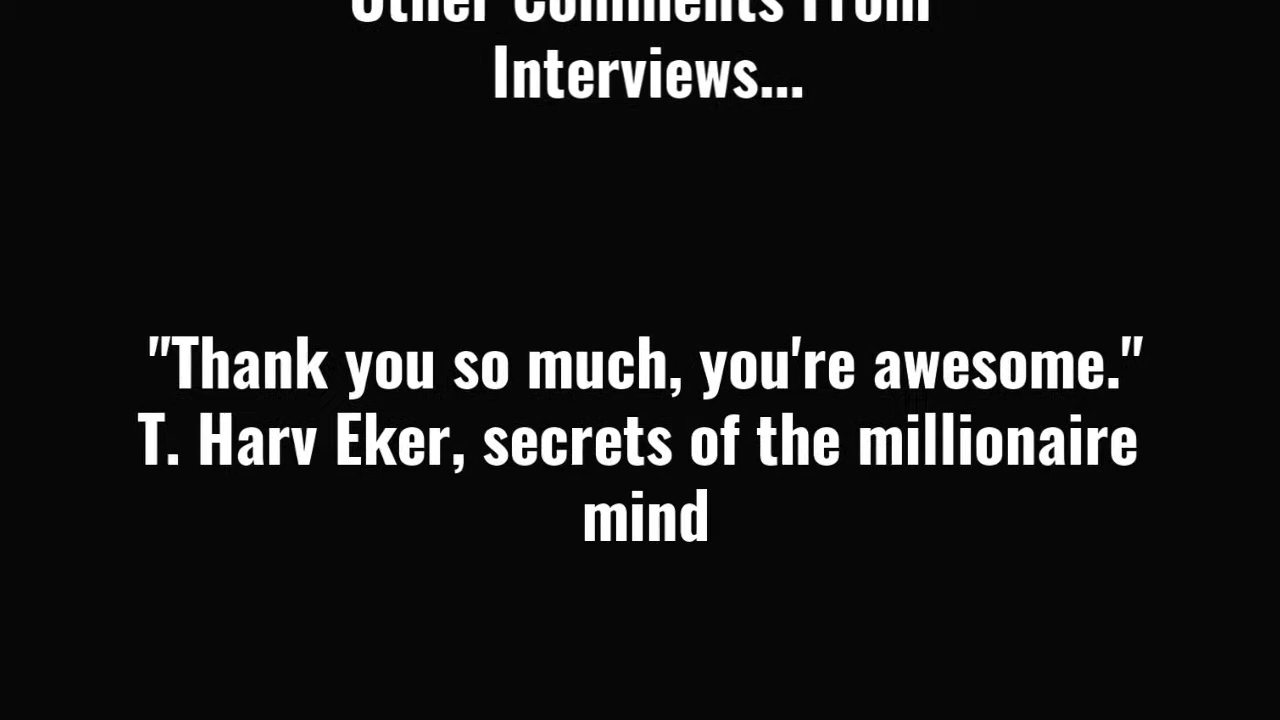 Other Comments From
Interviews...
"Thank you so much, you're awesome."
T. Harv Eker, secrets of the millionaire
mind